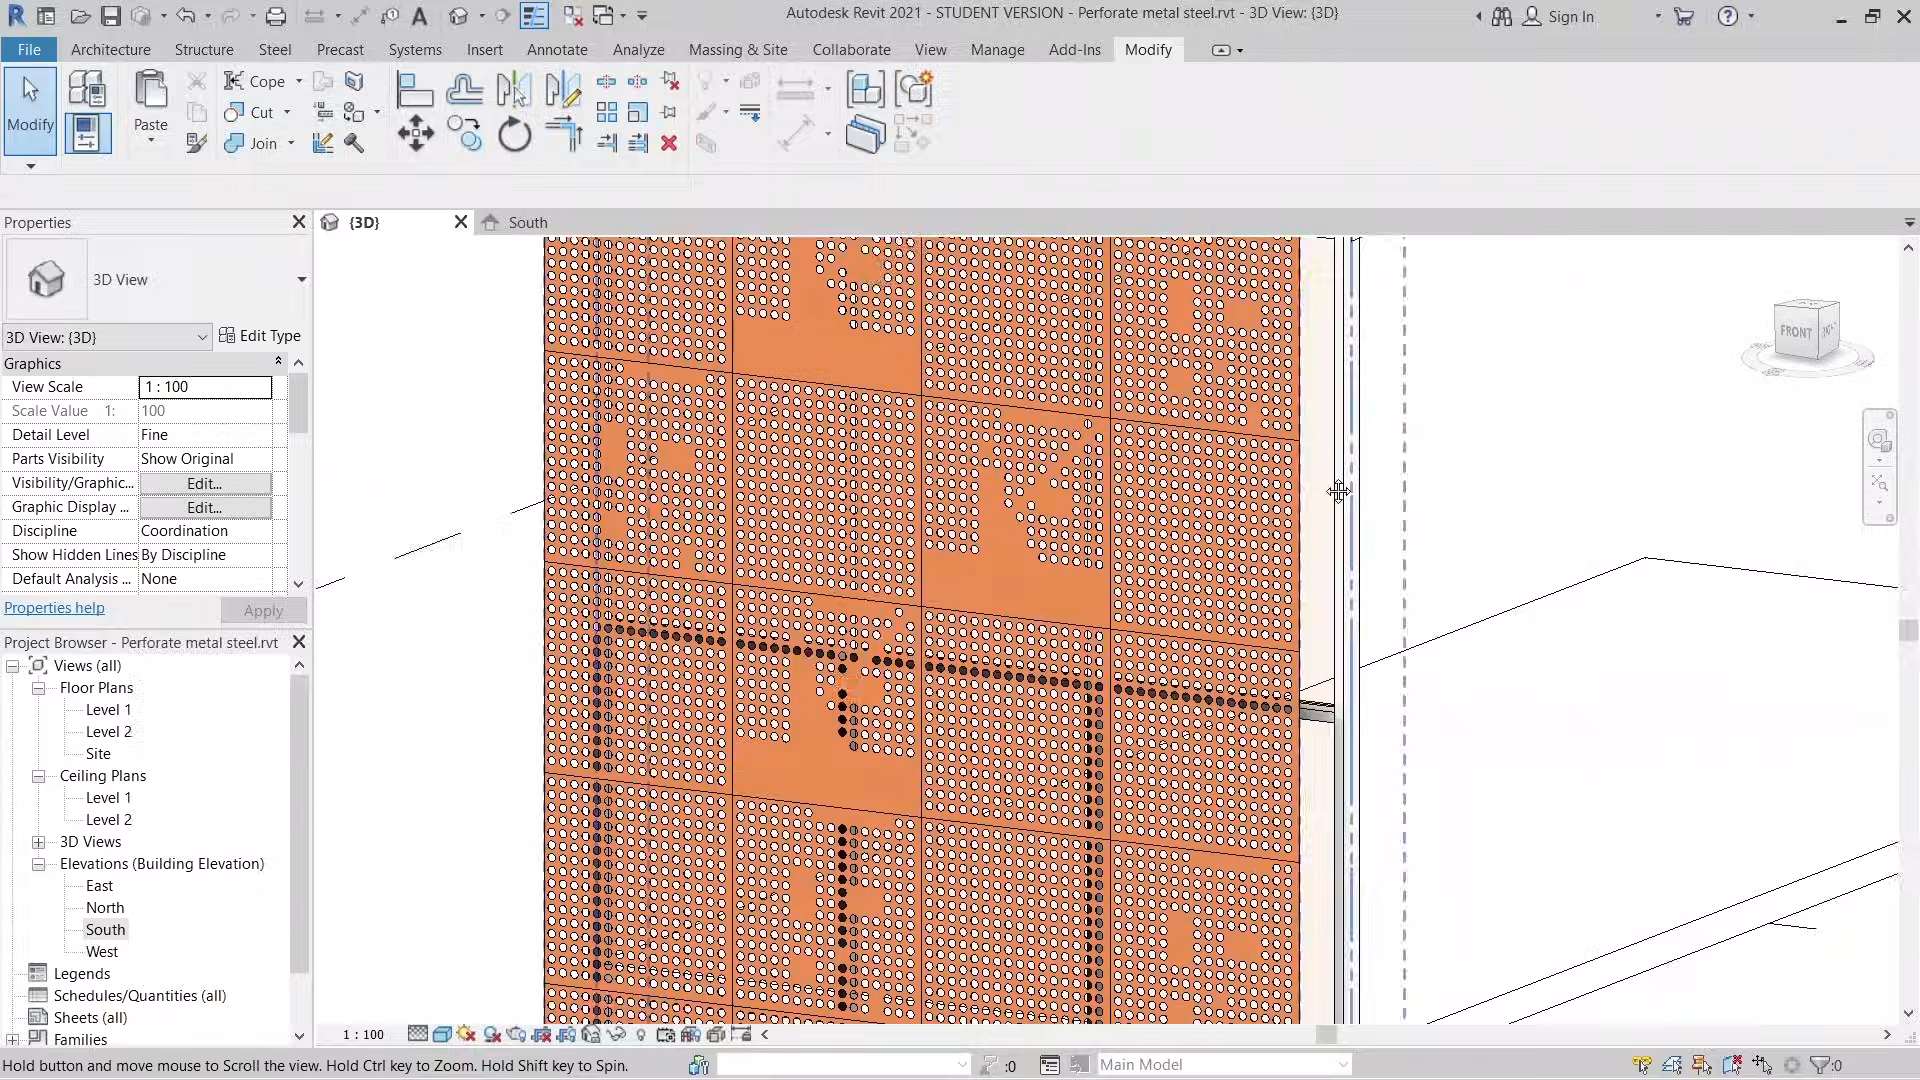 Autodesk Revit 2021 - STUDENT VERSION - Perforate metal steel.rvt - 3D View: {3D}
Sign In
File Architecture Structure Steel Precast Systems Insert Annotate Analyze Massing & Site Collaborate View Manage Add-Ins Modify
Modify
Paste
Cope
Cut
Join
Properties
{3D}
South
3D View
3D View: {3D}
Edit Type
Graphics
View Scale 1 : 100
Scale Value 1: 100
Detail Level Fine
Parts Visibility Show Original
Visibility/Graphic... Edit...
Graphic Display ... Edit...
Discipline Coordination
Show Hidden Lines By Discipline
Default Analysis ... None
Properties help
Apply
Project Browser - Perforate metal steel.rvt
Views (all)
Floor Plans
Level 1
Level 2
Site
Ceiling Plans
Level 1
Level 2
3D Views
Elevations (Building Elevation)
East
North
South
West
Legends
Schedules/Quantities (all)
Sheets (all)
Families
FRONT
1 : 100
Hold button and move mouse to Scroll the view. Hold Ctrl key to Zoom. Hold Shift key to Spin.
:0
Main Model
:0